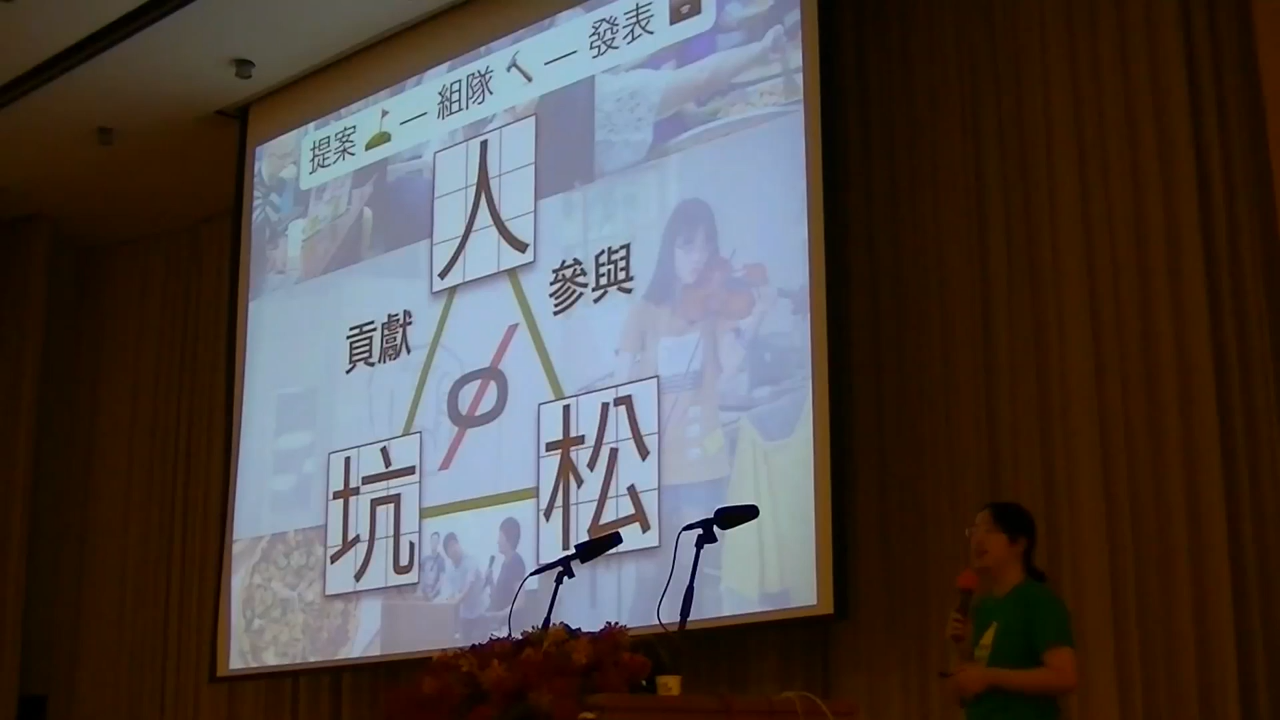 提案 — 組隊 — 發表
人
貢獻
參與
坑
松